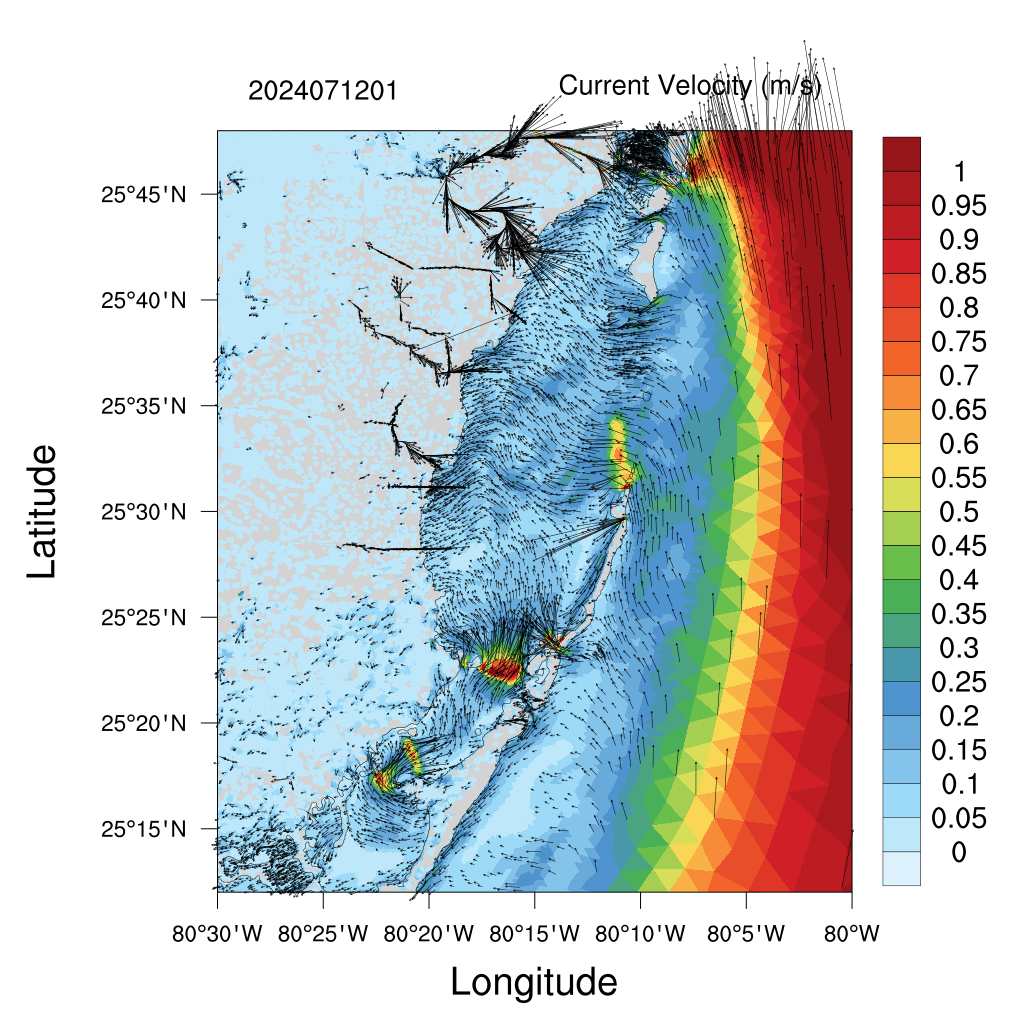 2024071201 Current Velocity (m/s)
25°45'N
25°40'N
25°35'N
25°30'N
25°25'N
25°20'N
25°15'N
Latitude
80°30'W 80°25'W 80°20'W 80°15'W 80°10'W 80°5'W 80°W
Longitude
1
0.95
0.9
0.85
0.8
0.75
0.7
0.65
0.6
0.55
0.5
0.45
0.4
0.35
0.3
0.25
0.2
0.15
0.1
0.05
0